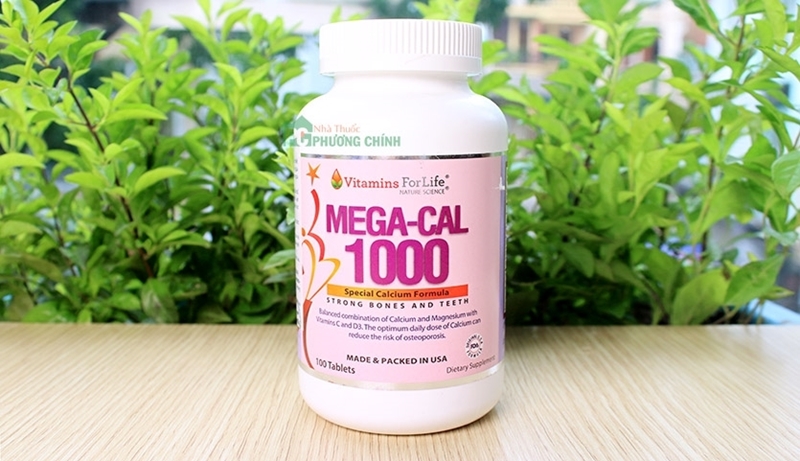 Nhà Thuốc
PHƯƠNG CHÍNH
Vitamins ForLife®
NATURE SCIENCE®
MEGA-CAL
1000
Special Calcium Formula
STRONG BONES AND TEETH
Balanced combination of Calcium and Magnesium with
Vitamins C and D3. The optimum daily dose of Calcium can
reduce the risk of osteoporosis.
MADE & PACKED IN USA
100 Tablets
Dietary Supplement